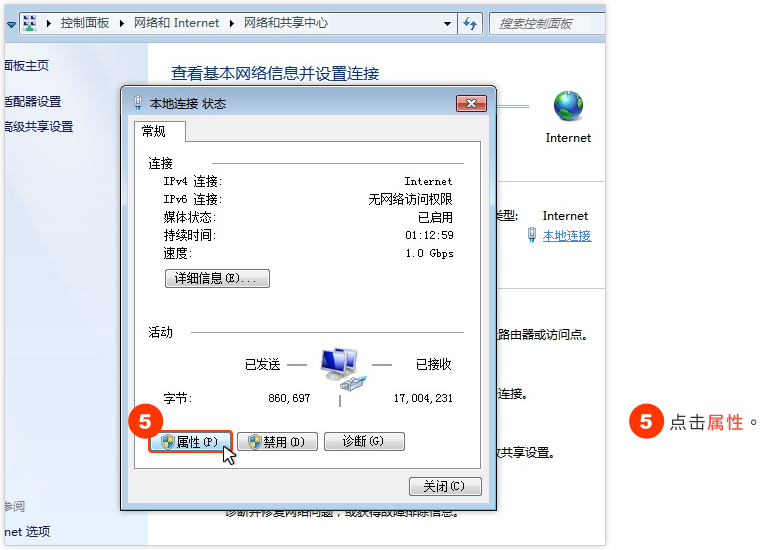 控制面板 ▸ 网络和 Internet ▸ 网络和共享中心
搜索控制面板
面板主页
适配器设置
高级共享设置
查看基本网络信息并设置连接
Internet
类型: Internet
本地连接
路由器或访问点。
连接。
共享设置。
诊断并修复网络问题，或获得故障排除信息。
参阅
net 选项
本地连接 状态
常规
连接
IPv4 连接: Internet
IPv6 连接: 无网络访问权限
媒体状态: 已启用
持续时间: 01:12:59
速度: 1.0 Gbps
详细信息(E)...
活动
已发送 已接收
字节: 860,697 17,004,231
5
属性(P) 禁用(D) 诊断(G)
关闭(C)
5 点击属性。